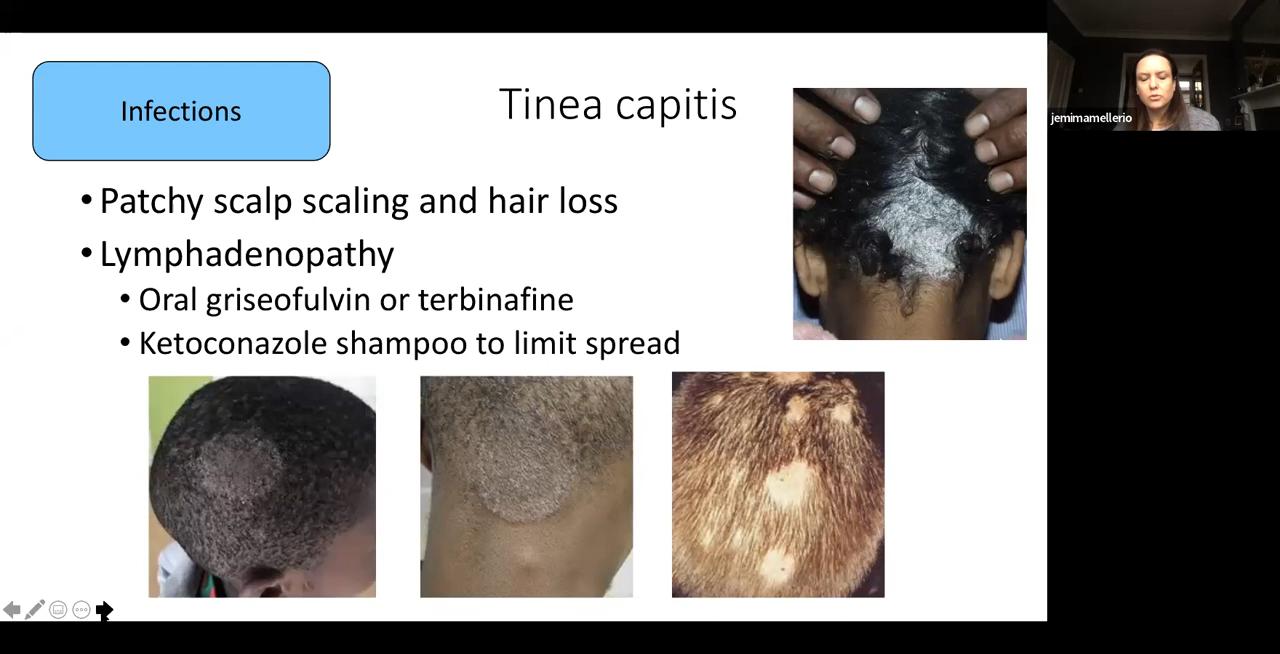 Infections
Tinea capitis
• Patchy scalp scaling and hair loss
• Lymphadenopathy
• Oral griseofulvin or terbinafine
• Ketoconazole shampoo to limit spread
jemimamellerio